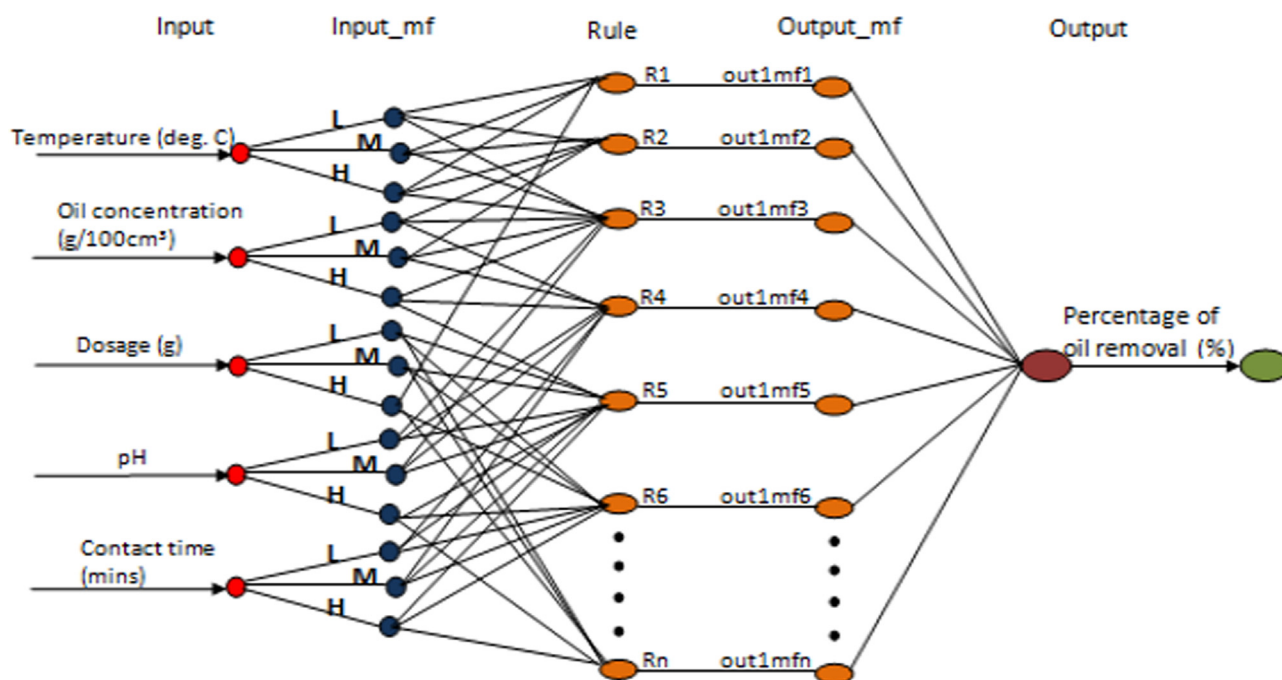 Input Input_mf Rule Output_mf Output
Temperature (deg. C)
L
M
H
Oil concentration
(g/100cm³)
L
M
H
Dosage (g)
L
M
H
pH
L
M
H
Contact time
(mins)
L
M
H
R1 out1mf1
R2 out1mf2
R3 out1mf3
R4 out1mf4
R5 out1mf5
R6 out1mf6
Rn out1mfn
Percentage of
oil removal (%)